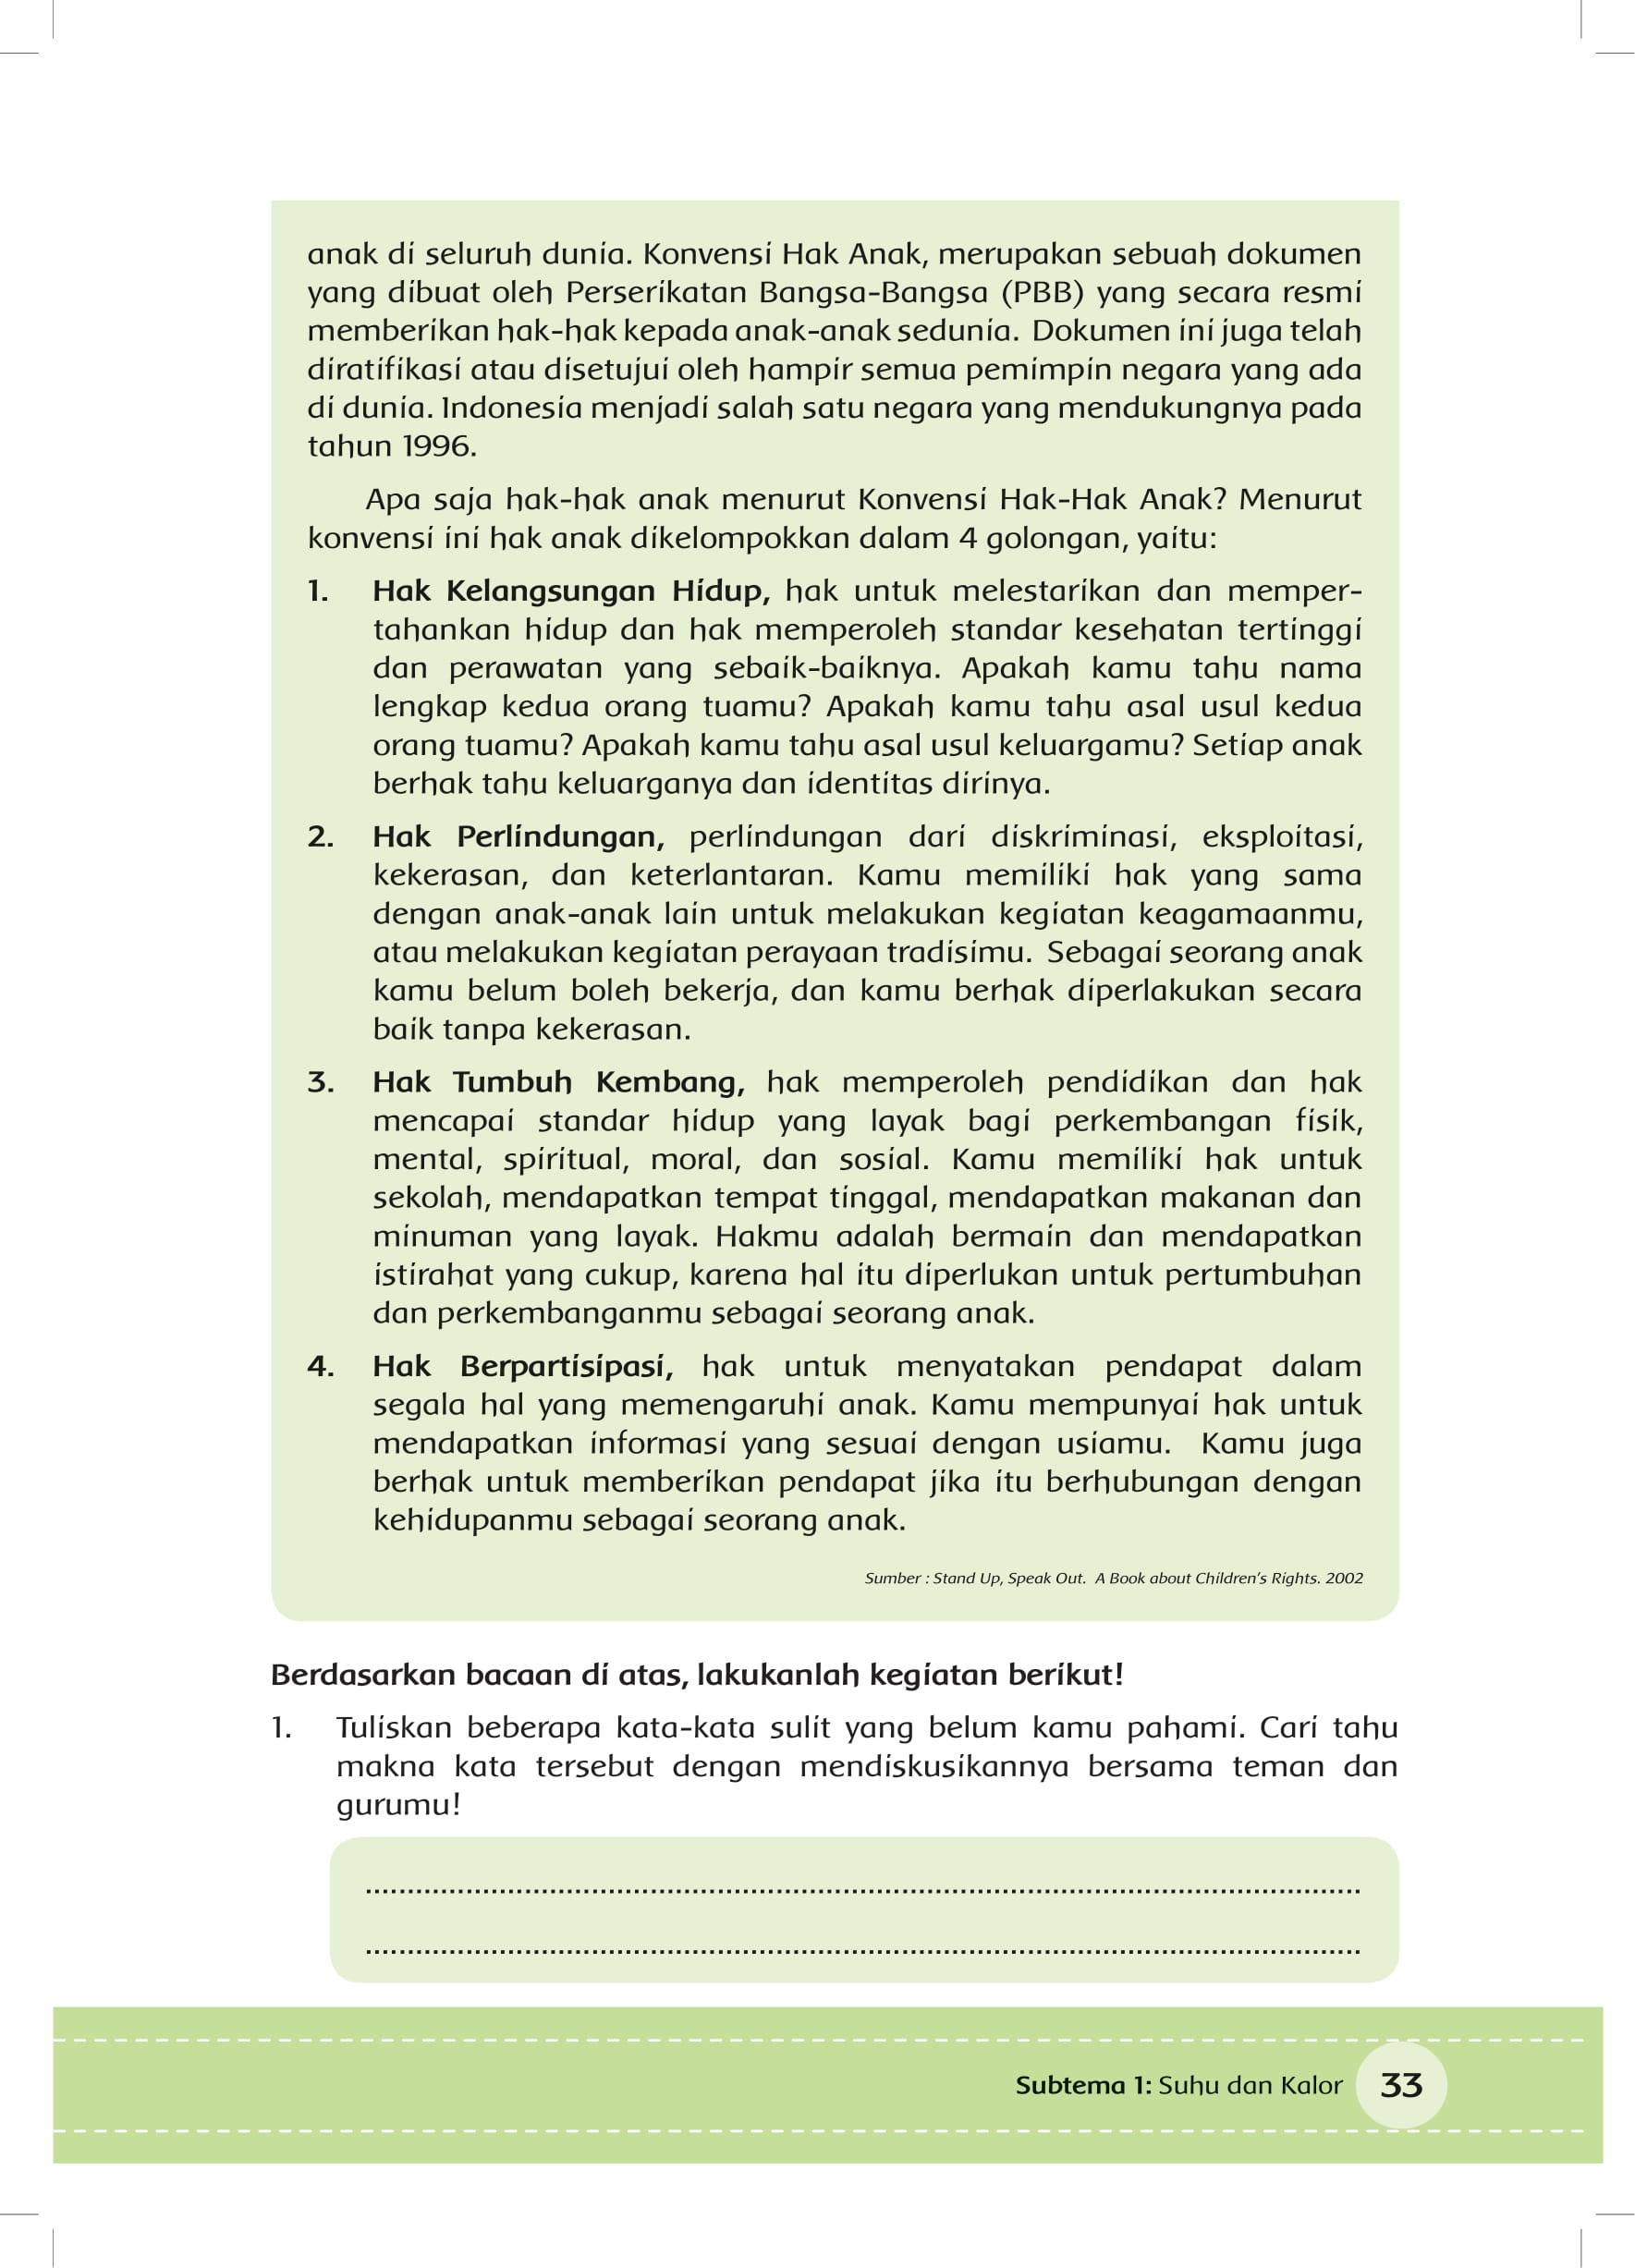 anak di seluruh dunia. Konvensi Hak Anak, merupakan sebuah dokumen
yang dibuat oleh Perserikatan Bangsa-Bangsa (PBB) yang secara resmi
memberikan hak-hak kepada anak-anak sedunia. Dokumen ini juga telah
diratifikasi atau disetujui oleh hampir semua pemimpin negara yang ada
di dunia. Indonesia menjadi salah satu negara yang mendukungnya pada
tahun 1996.
Apa saja hak-hak anak menurut Konvensi Hak-Hak Anak? Menurut
konvensi ini hak anak dikelompokkan dalam 4 golongan, yaitu:
1. Hak Kelangsungan Hidup, hak untuk melestarikan dan memper-
tahankan hidup dan hak memperoleh standar kesehatan tertinggi
dan perawatan yang sebaik-baiknya. Apakah kamu tahu nama
lengkap kedua orang tuamu? Apakah kamu tahu asal usul kedua
orang tuamu? Apakah kamu tahu asal usul keluargamu? Setiap anak
berhak tahu keluarganya dan identitas dirinya.
2. Hak Perlindungan, perlindungan dari diskriminasi, eksploitasi,
kekerasan, dan keterlantaran. Kamu memiliki hak yang sama
dengan anak-anak lain untuk melakukan kegiatan keagamaanmu,
atau melakukan kegiatan perayaan tradisimu. Sebagai seorang anak
kamu belum boleh bekerja, dan kamu berhak diperlakukan secara
baik tanpa kekerasan.
3. Hak Tumbuh Kembang, hak memperoleh pendidikan dan hak
mencapai standar hidup yang layak bagi perkembangan fisik,
mental, spiritual, moral, dan sosial. Kamu memiliki hak untuk
sekolah, mendapatkan tempat tinggal, mendapatkan makanan dan
minuman yang layak. Hakmu adalah bermain dan mendapatkan
istirahat yang cukup, karena hal itu diperlukan untuk pertumbuhan
dan perkembanganmu sebagai seorang anak.
4. Hak Berpartisipasi, hak untuk menyatakan pendapat dalam
segala hal yang memengaruhi anak. Kamu mempunyai hak untuk
mendapatkan informasi yang sesuai dengan usiamu. Kamu juga
berhak untuk memberikan pendapat jika itu berhubungan dengan
kehidupanmu sebagai seorang anak.
Sumber : Stand Up, Speak Out. A Book about Children's Rights. 2002
Berdasarkan bacaan di atas, lakukanlah kegiatan berikut!
1. Tuliskan beberapa kata-kata sulit yang belum kamu pahami. Cari tahu
makna kata tersebut dengan mendiskusikannya bersama teman dan
gurumu!
Subtema 1: Suhu dan Kalor 33